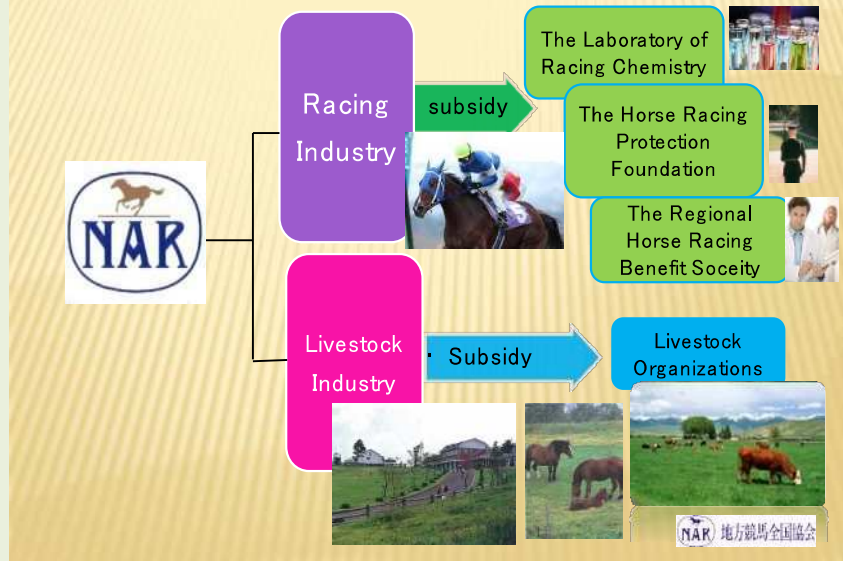 NAR
Racing
Industry
subsidy
The Laboratory of
Racing Chemistry
The Horse Racing
Protection
Foundation
The Regional
Horse Racing
Benefit Soceity
Livestock
Industry
· Subsidy
Livestock
Organizations
NAR 地方競馬全国協会